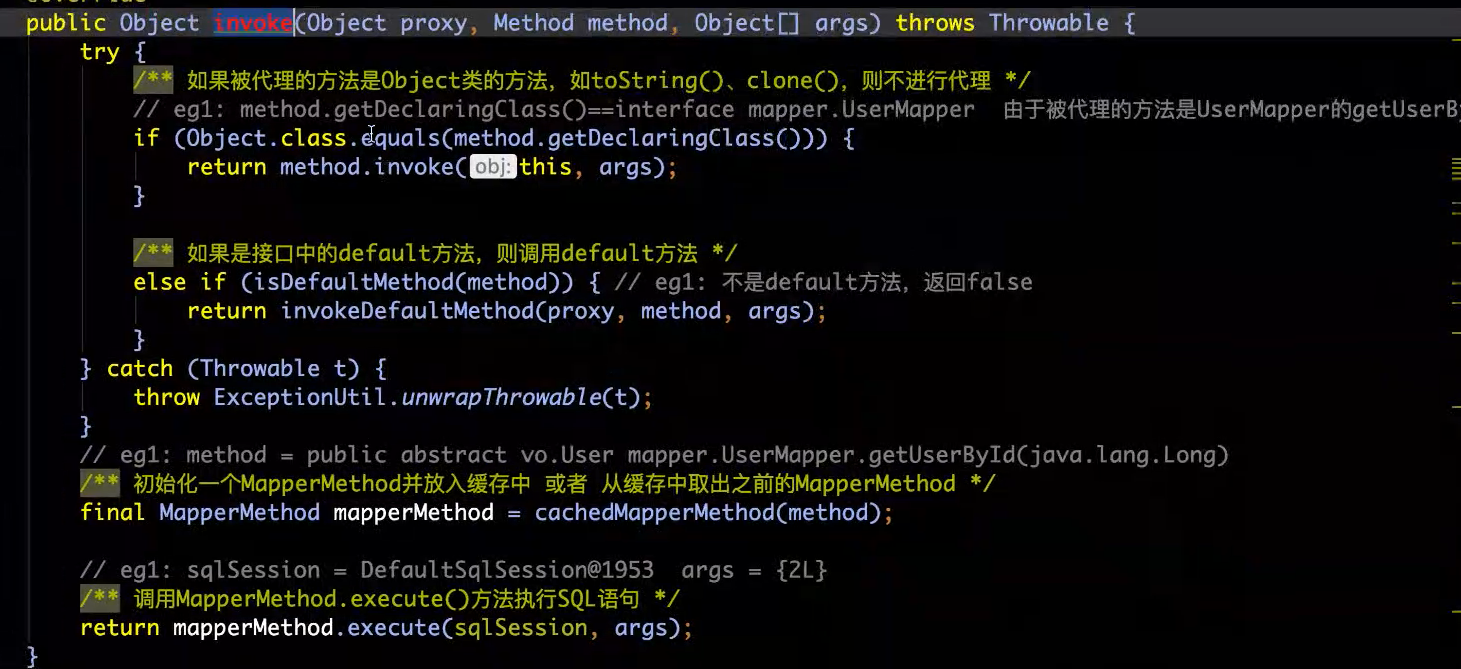 public Object invoke(Object proxy, Method method, Object[] args) throws Throwable {
try {
/** 如果被代理的方法是Object类的方法，如toString()、clone()，则不进行代理 */
// eg1: method.getDeclaringClass()==interface mapper.UserMapper 由于被代理的方法是UserMapper的getUserB
if (Object.class.equals(method.getDeclaringClass())) {
return method.invoke( obj: this, args);
}
/** 如果是接口中的default方法，则调用default方法 */
else if (isDefaultMethod(method)) { // eg1: 不是default方法，返回false
return invokeDefaultMethod(proxy, method, args);
}
} catch (Throwable t) {
throw ExceptionUtil.unwrapThrowable(t);
}
// eg1: method = public abstract vo.User mapper.UserMapper.getUserById(java.lang.Long)
/** 初始化一个MapperMethod并放入缓存中 或者 从缓存中取出之前的MapperMethod */
final MapperMethod mapperMethod = cachedMapperMethod(method);
// eg1: sqlSession = DefaultSqlSession@1953 args = {2L}
/** 调用MapperMethod.execute()方法执行SQL语句 */
return mapperMethod.execute(sqlSession, args);
}